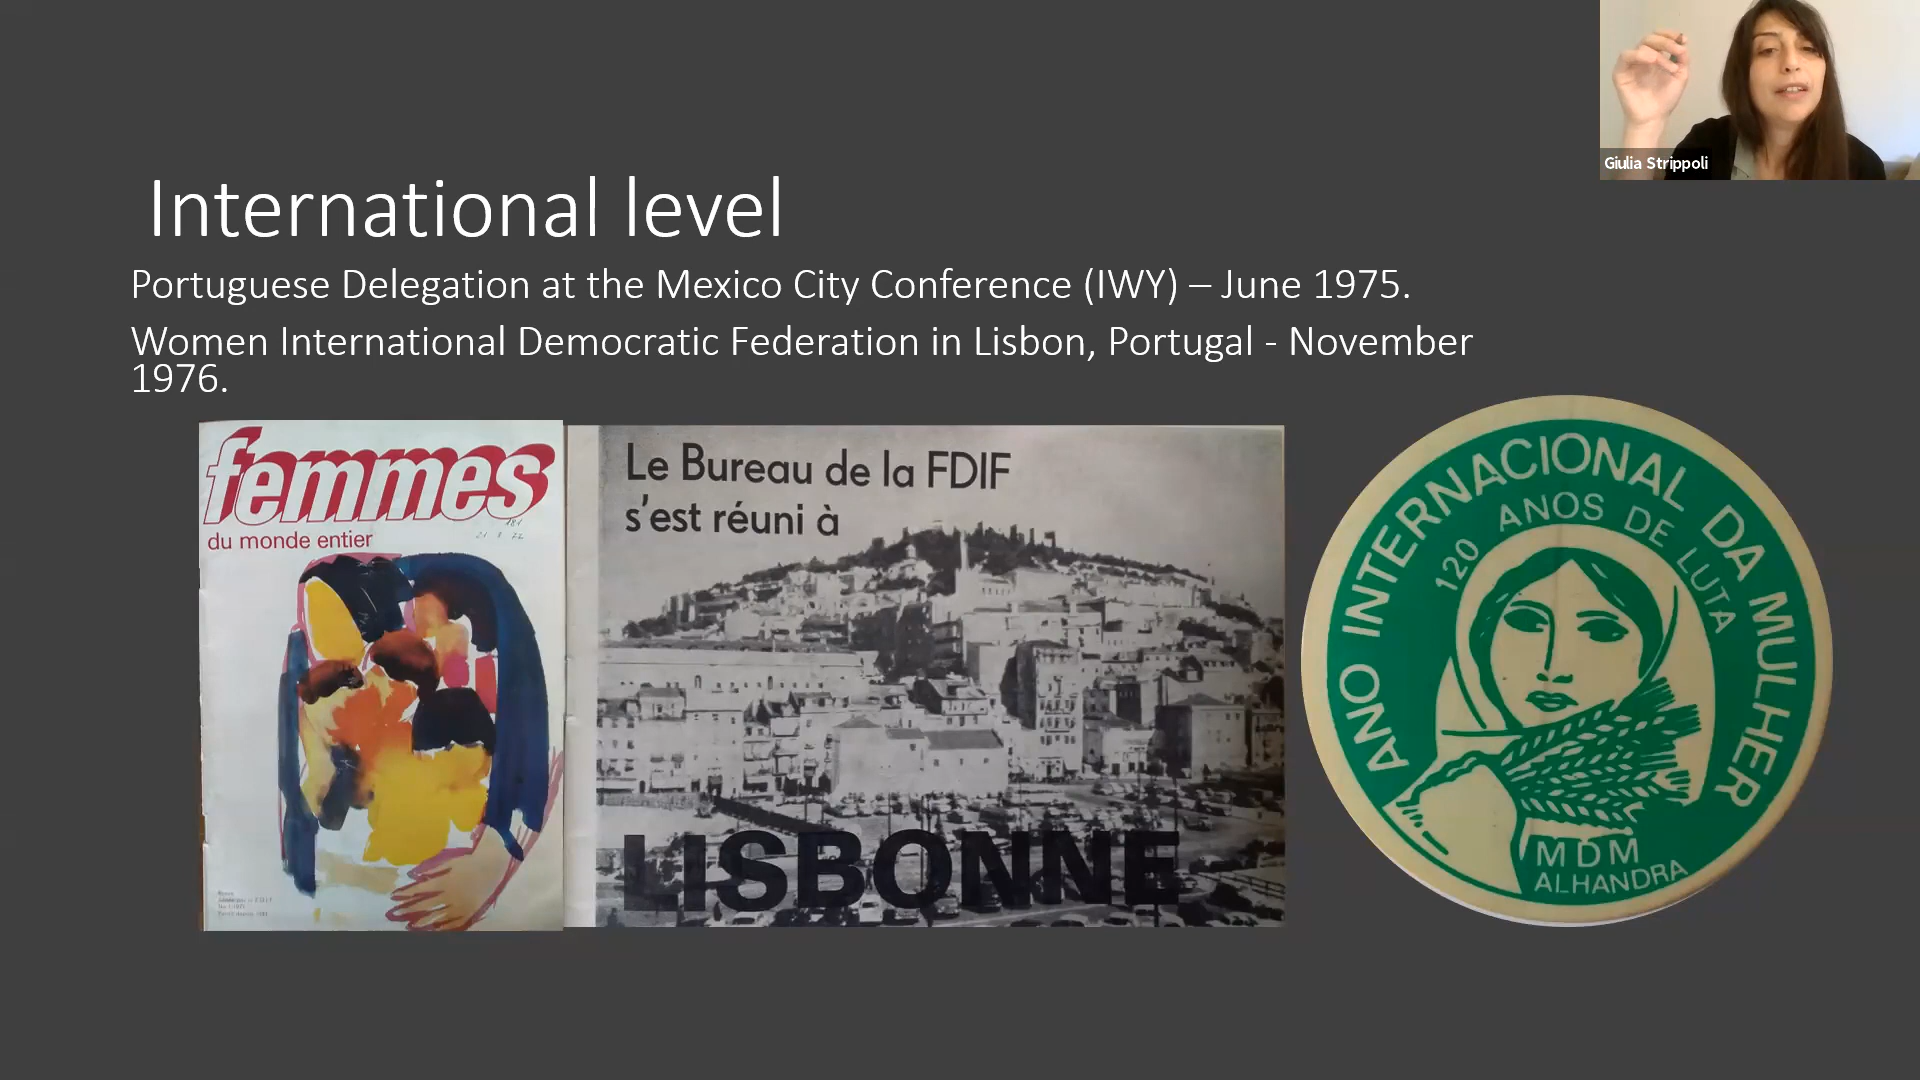 Giulia Strippoli
International level
Portuguese Delegation at the Mexico City Conference (IWY) – June 1975.
Women International Democratic Federation in Lisbon, Portugal - November
1976.
femmes
du monde entier
Le Bureau de la FDIF
s'est réuni à
LISBONNE
ANO INTERNACIONAL DA MULHER
120 ANOS DE LUTA
MDM
ALHANDRA